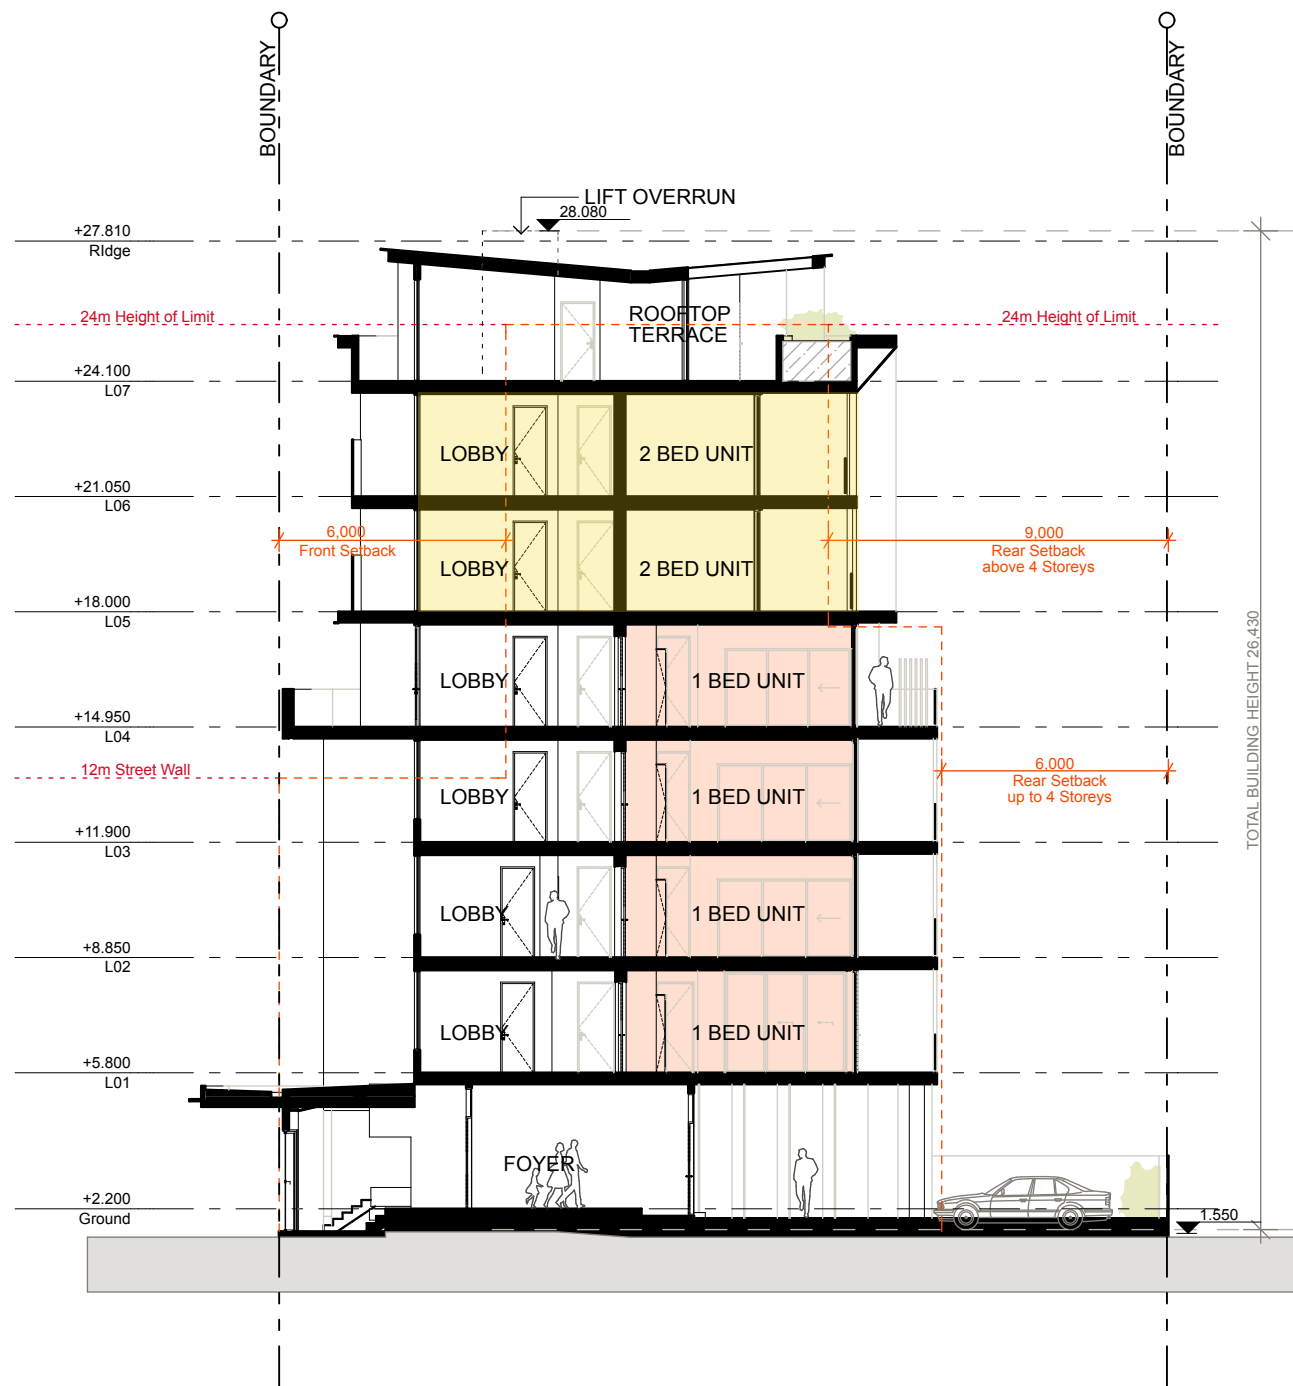 BOUNDARY
BOUNDARY
LIFT OVERRUN
28.080
+27.810
RIdge
24m Height of Limit
ROOFTOP
TERRACE
24m Height of Limit
+24.100
L07
LOBBY
2 BED UNIT
+21.050
L06
6,000
Front Setback
9,000
Rear Setback
above 4 Storeys
LOBBY
2 BED UNIT
+18.000
L05
LOBBY
1 BED UNIT
+14.950
L04
12m Street Wall
6,000
Rear Setback
up to 4 Storeys
LOBBY
1 BED UNIT
TOTAL BUILDING HEIGHT 26,430
+11.900
L03
LOBBY
1 BED UNIT
+8.850
L02
LOBBY
1 BED UNIT
+5.800
L01
FOYER
+2.200
Ground
1.550